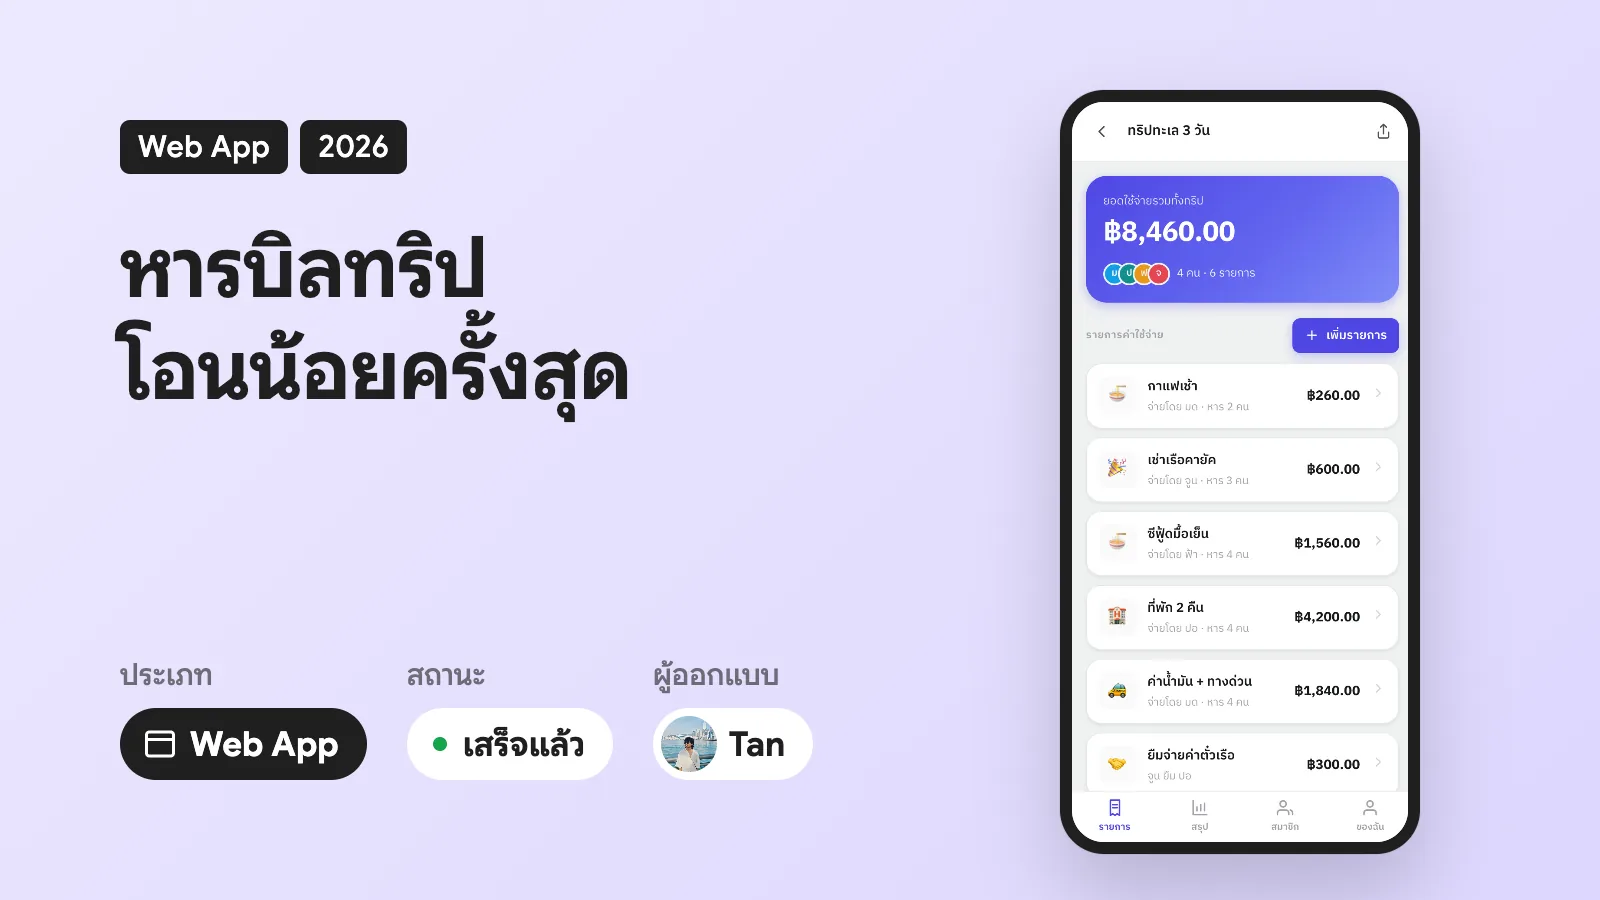 Web App
2026
หารบิลทริป
โอนน้อยครั้งสุด
ประเภท
Web App
สถานะ
เสร็จแล้ว
ผู้ออกแบบ
Tan
ทริปทะเล 3 วัน
ยอดใช้จ่ายรวมทั้งทริป
฿8,460.00
ม ป ฟ จ 4 คน · 6 รายการ
รายการค่าใช้จ่าย
+ เพิ่มรายการ
กาแฟเช้า
จ่ายโดย มด · หาร 2 คน
฿260.00
เช่าเรือคายัค
จ่ายโดย จูน · หาร 3 คน
฿600.00
ซีฟู้ดมื้อเย็น
จ่ายโดย ฟ้า · หาร 4 คน
฿1,560.00
ที่พัก 2 คืน
จ่ายโดย ปอ · หาร 4 คน
฿4,200.00
ค่าน้ำมัน + ทางด่วน
จ่ายโดย มด · หาร 4 คน
฿1,840.00
ยืมจ่ายค่าตั๋วเรือ
จูน ยืม ปอ
฿300.00
รายการ
สรุป
สมาชิก
ของฉัน